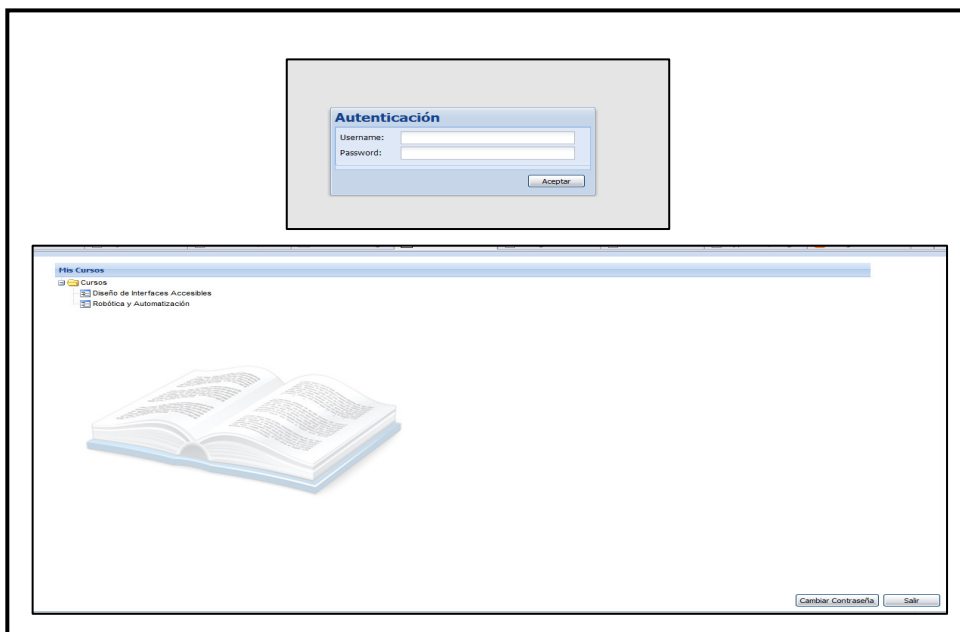 Autenticación
Username:
Password:
Aceptar
Mis Cursos
Cursos
Diseño de Interfaces Accesibles
Robótica y Automatización
Cambiar Contraseña Salir